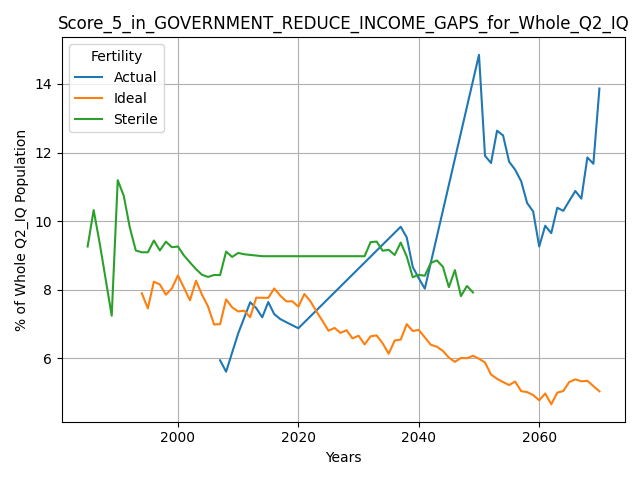 Score_5_in_GOVERNMENT_REDUCE_INCOME_GAPS_for_Whole_Q2_IQ
Fertility
Actual
Ideal
Sterile
14
12
10
8
6
% of Whole Q2_IQ Population
2000
2020
2040
2060
Years